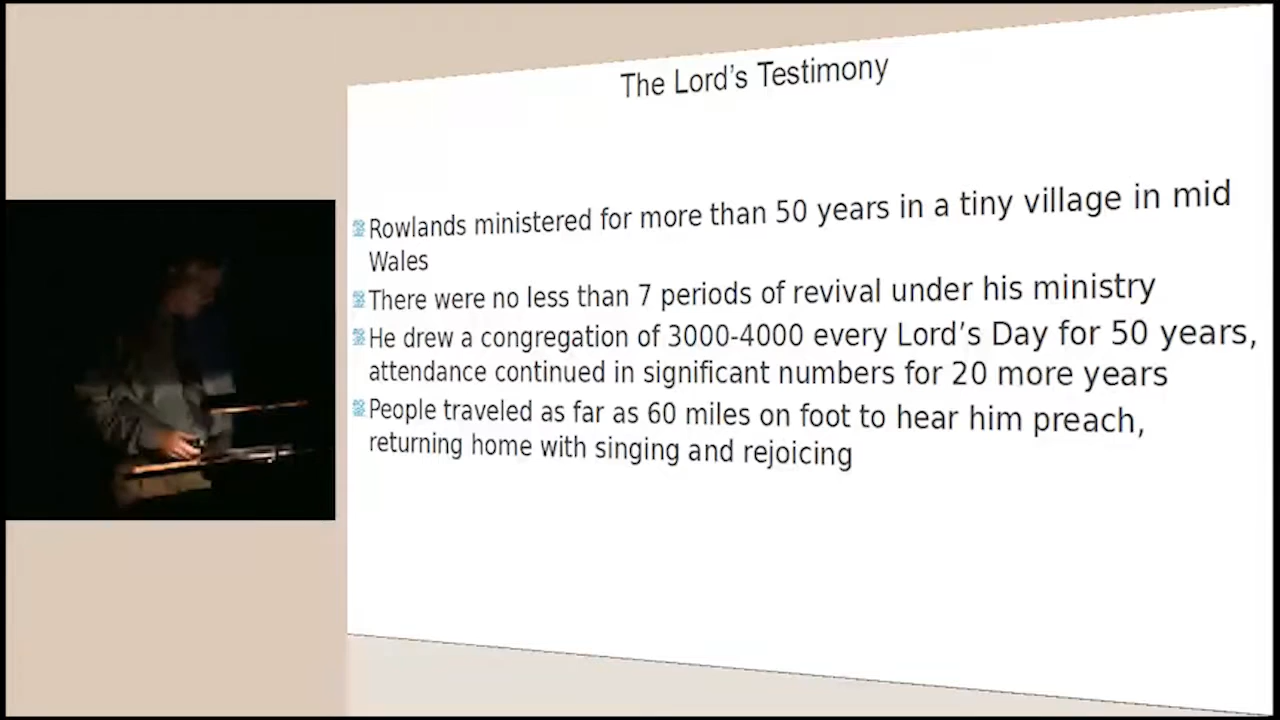 The Lord’s Testimony
Rowlands ministered for more than 50 years in a tiny village in mid
Wales
There were no less than 7 periods of revival under his ministry
He drew a congregation of 3000-4000 every Lord’s Day for 50 years,
attendance continued in significant numbers for 20 more years
People traveled as far as 60 miles on foot to hear him preach,
returning home with singing and rejoicing